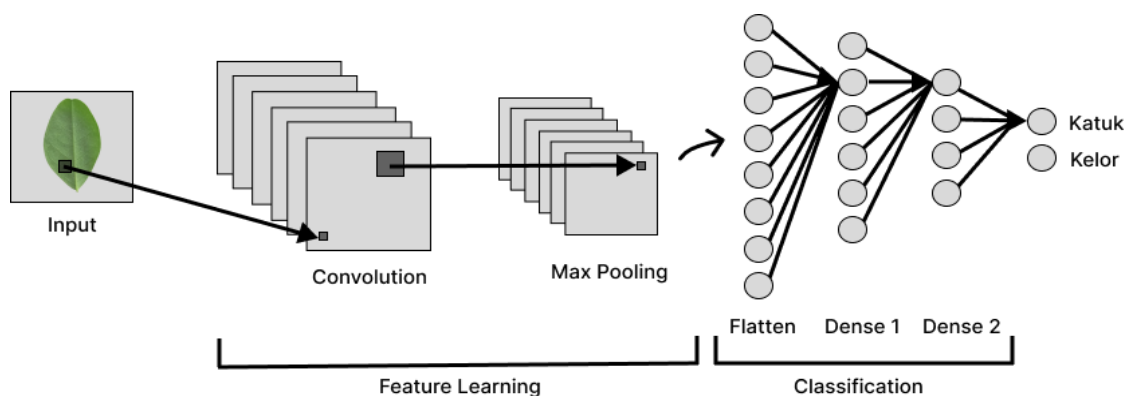 Input
Convolution
Max Pooling
Flatten
Dense 1
Dense 2
Katuk
Kelor
Feature Learning
Classification